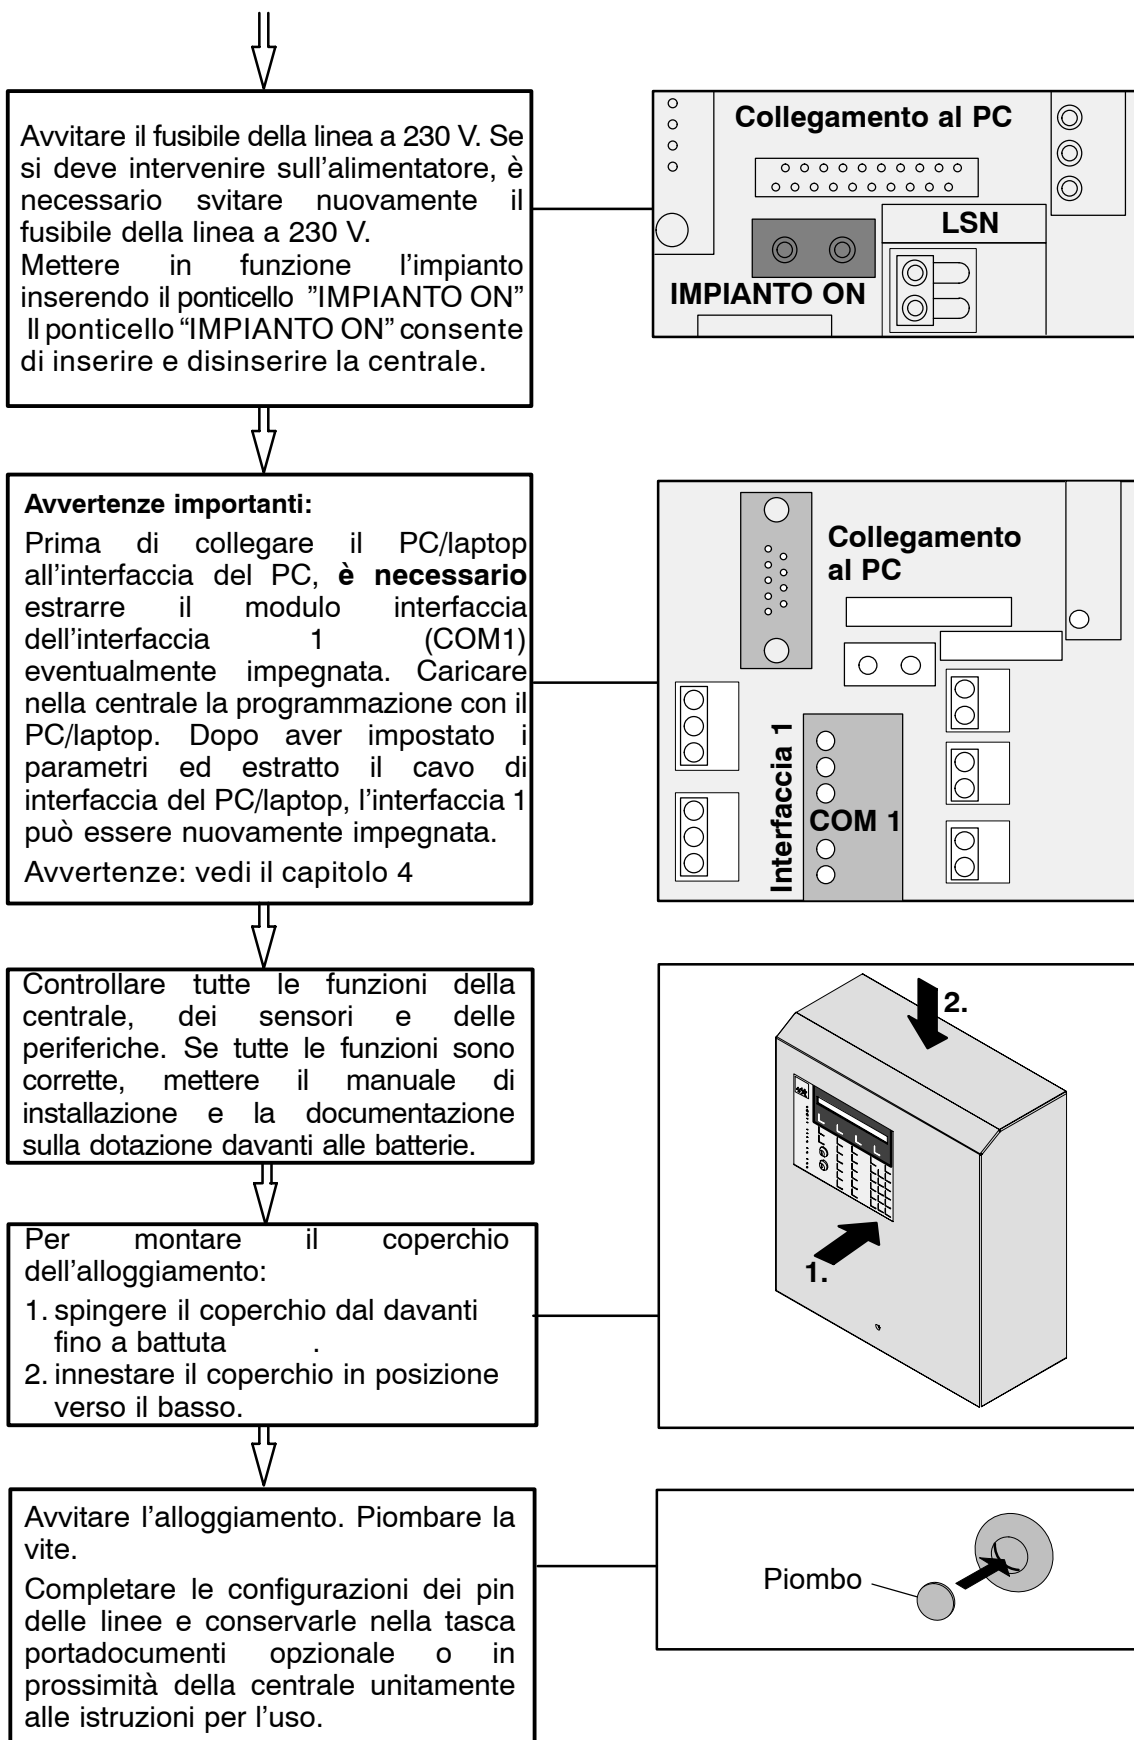 Avvitare il fusibile della linea a 230 V. Se
si deve intervenire sull’alimentatore, è
necessario svitare nuovamente il
fusibile della linea a 230 V.
Mettere in funzione l’impianto
inserendo il ponticello ”IMPIANTO ON”
Il ponticello “IMPIANTO ON” consente
di inserire e disinserire la centrale.
Collegamento al PC
LSN
IMPIANTO ON
Avvertenze importanti:
Prima di collegare il PC/laptop
all’interfaccia del PC, è necessario
estrarre il modulo interfaccia
dell’interfaccia 1 (COM1)
eventualmente impegnata. Caricare
nella centrale la programmazione con il
PC/laptop. Dopo aver impostato i
parametri ed estratto il cavo di
interfaccia del PC/laptop, l’interfaccia 1
può essere nuovamente impegnata.
Avvertenze: vedi il capitolo 4
Collegamento
al PC
Interfaccia 1
COM 1
Controllare tutte le funzioni della
centrale, dei sensori e delle
periferiche. Se tutte le funzioni sono
corrette, mettere il manuale di
installazione e la documentazione
sulla dotazione davanti alle batterie.
Per montare il coperchio
dell’alloggiamento:
1. spingere il coperchio dal davanti
fino a battuta .
2. innestare il coperchio in posizione
verso il basso.
2.
1.
Avvitare l’alloggiamento. Piombare la
vite.
Completare le configurazioni dei pin
delle linee e conservarle nella tasca
portadocumenti opzionale o in
prossimità della centrale unitamente
alle istruzioni per l’uso.
Piombo